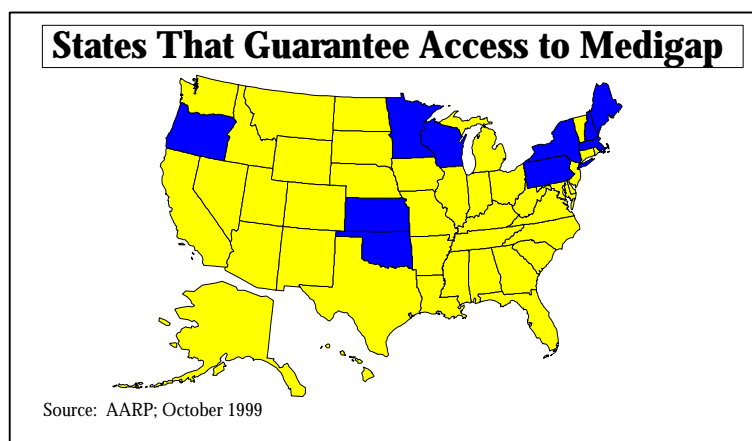 States That Guarantee Access to Medigap
Source: AARP; October 1999